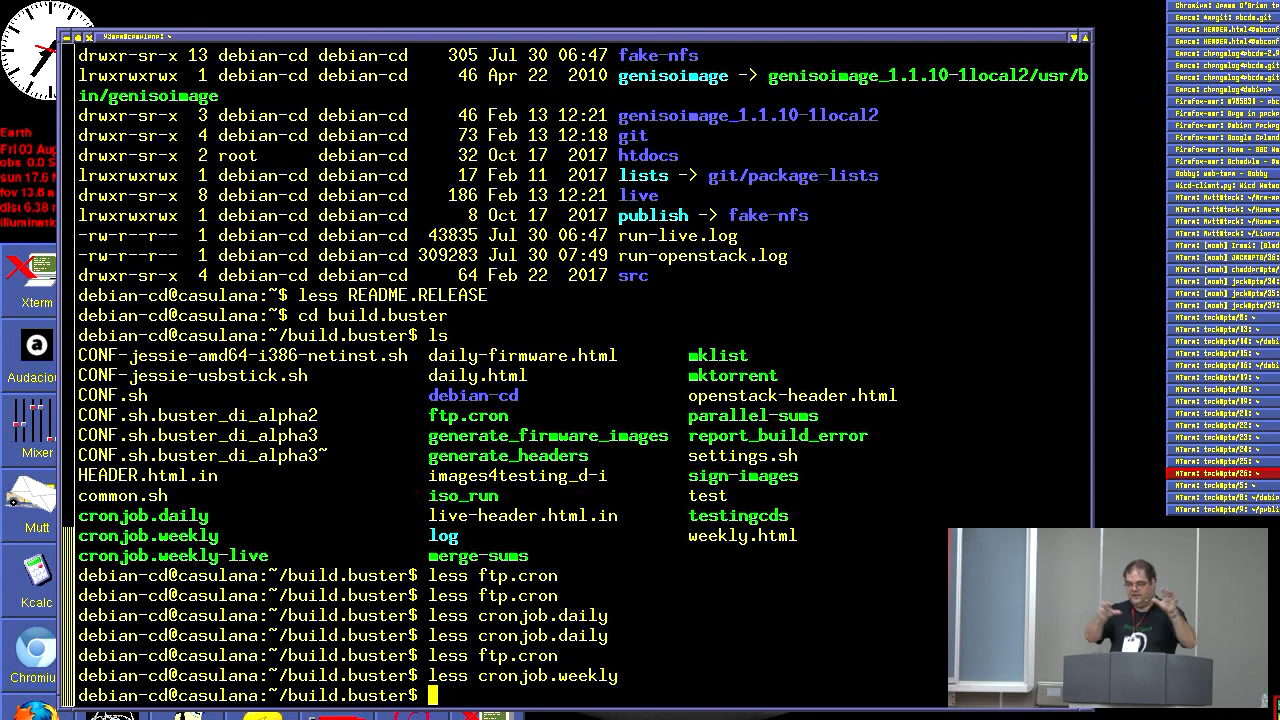 drwxr-sr-x 13 debian-cd debian-cd    305 Jul 30 06:47 fake-nfs
lrwxrwxrwx  1 debian-cd debian-cd     46 Apr 22  2010 genisoimage -> genisoimage_1.1.10-1local2/usr/b
in/genisoimage
drwxr-sr-x  3 debian-cd debian-cd     46 Feb 13 12:21 genisoimage_1.1.10-1local2
drwxr-sr-x  4 debian-cd debian-cd     73 Feb 13 12:18 git
drwxr-sr-x  2 root      debian-cd     32 Oct 17  2017 htdocs
lrwxrwxrwx  1 debian-cd debian-cd     17 Feb 11  2017 lists -> git/package-lists
drwxr-sr-x  8 debian-cd debian-cd    186 Feb 13 12:21 live
lrwxrwxrwx  1 debian-cd debian-cd      8 Oct 17  2017 publish -> fake-nfs
-rw-r--r--  1 debian-cd debian-cd  43835 Jul 30 06:47 run-live.log
-rw-r--r--  1 debian-cd debian-cd 309283 Jul 30 07:49 run-openstack.log
drwxr-sr-x  4 debian-cd debian-cd     64 Feb 22  2017 src
debian-cd@casulana:~$ less README.RELEASE
debian-cd@casulana:~$ cd build.buster
debian-cd@casulana:~/build.buster$ ls
CONF-jessie-amd64-i386-netinst.sh  daily-firmware.html        mklist
CONF-jessie-usbstick.sh            daily.html                 mktorrent
CONF.sh                            debian-cd                  openstack-header.html
CONF.sh.buster_di_alpha2           ftp.cron                   parallel-sums
CONF.sh.buster_di_alpha3           generate_firmware_images   report_build_error
CONF.sh.buster_di_alpha3~          generate_headers           settings.sh
HEADER.html.in                     images4testing_d-i         sign-images
common.sh                          iso_run                    test
cronjob.daily                      live-header.html.in        testingcds
cronjob.weekly                     log                        weekly.html
cronjob.weekly-live                merge-sums
debian-cd@casulana:~/build.buster$ less ftp.cron
debian-cd@casulana:~/build.buster$ less ftp.cron
debian-cd@casulana:~/build.buster$ less cronjob.daily
debian-cd@casulana:~/build.buster$ less cronjob.daily
debian-cd@casulana:~/build.buster$ less ftp.cron
debian-cd@casulana:~/build.buster$ less cronjob.weekly
debian-cd@casulana:~/build.buster$
Earth
Fri 03 Aug
obs 0.0 S
sun 17.6
Xterm
Audacio
Mixer
Mutt
Kcalc
Chromiu